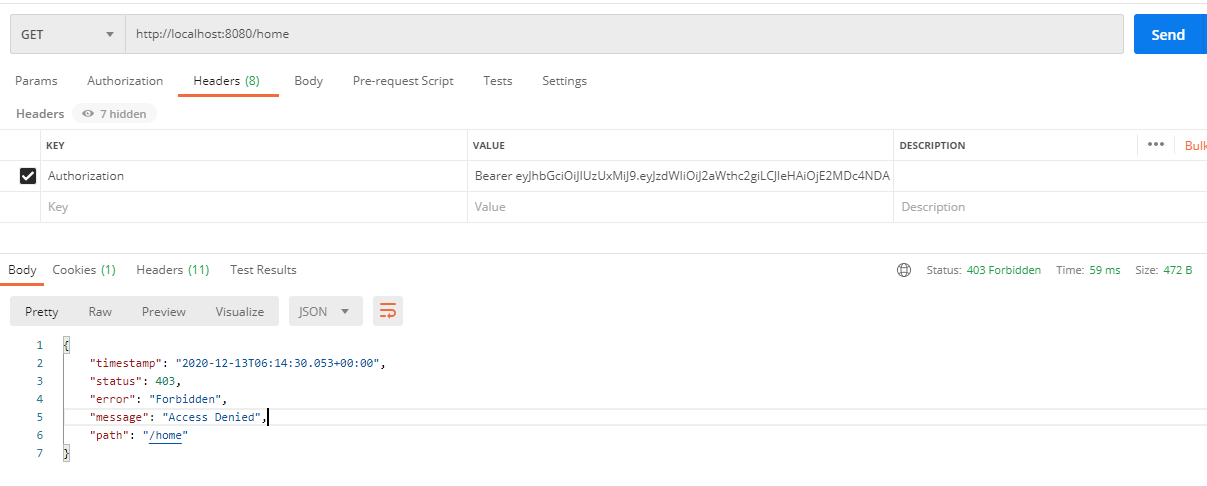 GET http://localhost:8080/home Send
Params Authorization Headers (8) Body Pre-request Script Tests Settings
Headers 7 hidden
KEY VALUE DESCRIPTION ••• Bulk
Authorization Bearer eyJhbGciOiJIUzUxMiJ9.eyJzdWIiOiJ2aWthc2giLCJleHAiOjE2MDc4NDA
Key Value Description
Body Cookies (1) Headers (11) Test Results Status: 403 Forbidden Time: 59 ms Size: 472 B
Pretty Raw Preview Visualize JSON
1 {
2 "timestamp": "2020-12-13T06:14:30.053+00:00",
3 "status": 403,
4 "error": "Forbidden",
5 "message": "Access Denied",
6 "path": "/home"
7 }